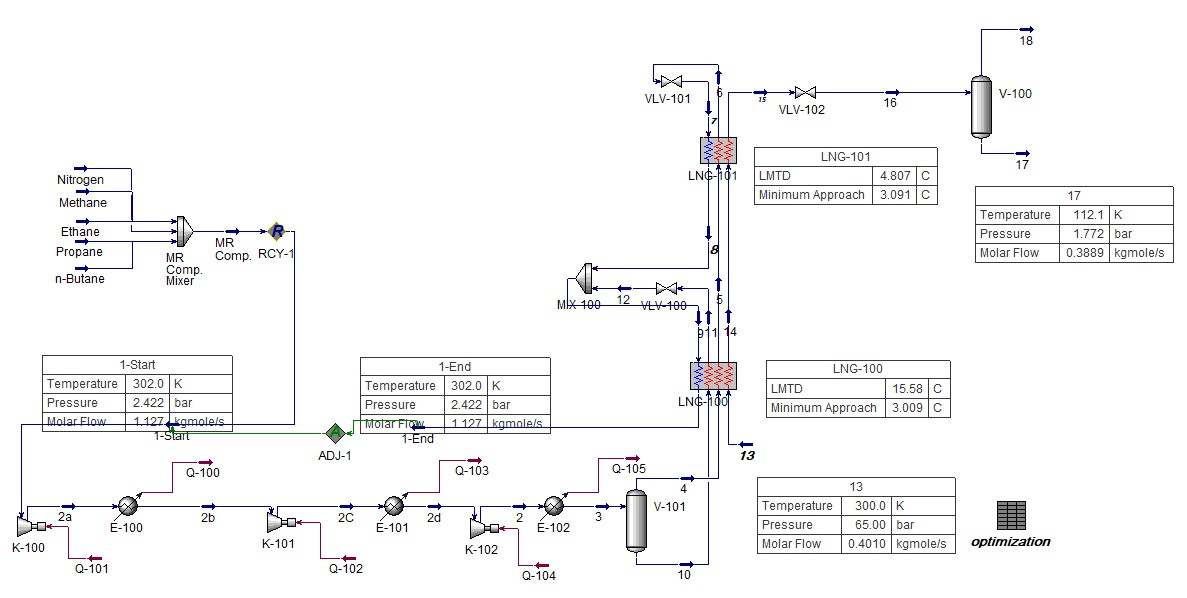 18
6
15
VLV-101
VLV-102
16
V-100
7
17
LNG-101
LNG-101
LMTD 4.807 C
Minimum Approach 3.091 C
17
Temperature 112.1 K
Pressure 1.772 bar
Molar Flow 0.3889 kgmole/s
Nitrogen
Methane
Ethane
Propane
n-Butane
MR
Comp.
Mixer
MR
Comp.
R
RCY-1
8
MIX-100
12
VLV-100
5
9
11
14
LNG-100
LNG-100
LMTD 15.58 C
Minimum Approach 3.009 C
1-Start
Temperature 302.0 K
Pressure 2.422 bar
Molar Flow 1.127 kgmole/s
1-Start
1-End
Temperature 302.0 K
Pressure 2.422 bar
Molar Flow 1.127 kgmole/s
1-End
A
ADJ-1
13
Q-100
Q-103
Q-105
4
2a
E-100
2b
2C
E-101
2d
2
E-102
3
V-101
K-100
K-101
K-102
Q-101
Q-102
Q-104
10
13
Temperature 300.0 K
Pressure 65.00 bar
Molar Flow 0.4010 kgmole/s
optimization